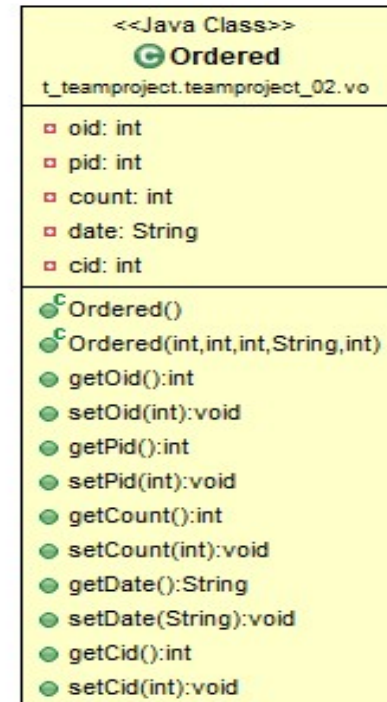 <<Java Class>>
Ordered
t_teamproject.teamproject_02.vo
oid: int
pid: int
count: int
date: String
cid: int
Ordered()
Ordered(int,int,int,String,int)
getOid():int
setOid(int):void
getPid():int
setPid(int):void
getCount():int
setCount(int):void
getDate():String
setDate(String):void
getCid():int
setCid(int):void